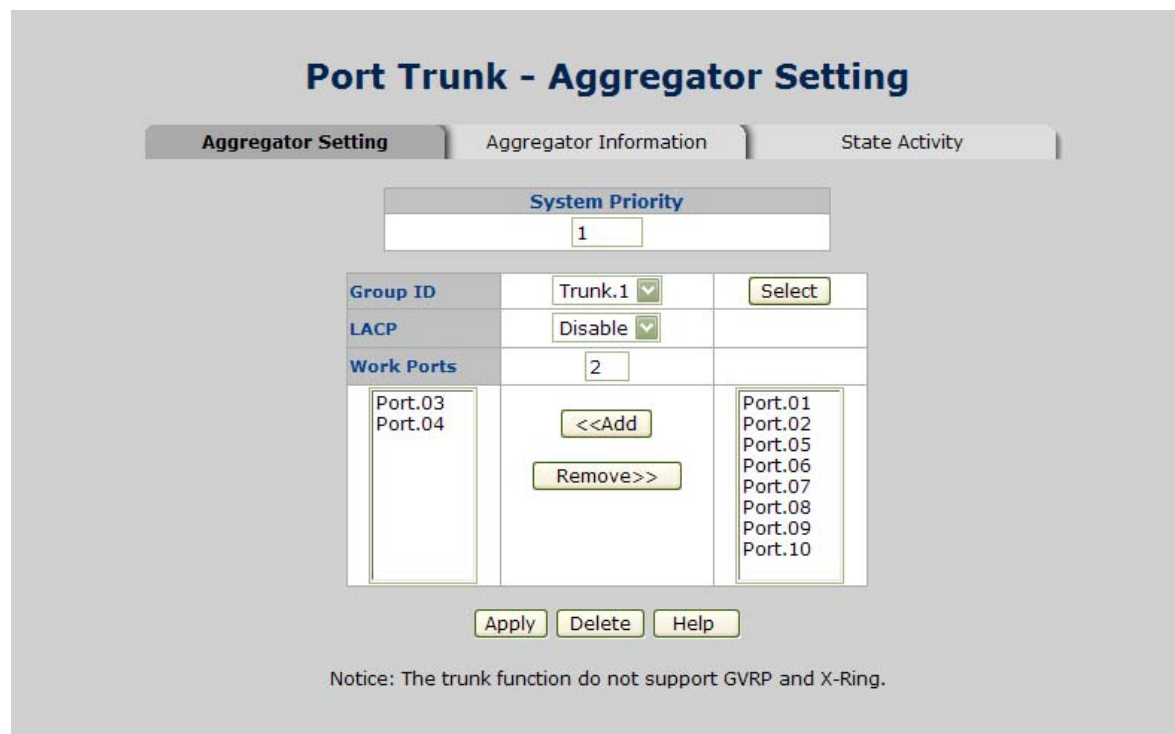 Port Trunk - Aggregator Setting
Aggregator Setting Aggregator Information State Activity
System Priority
1
Group ID Trunk.1 Select
LACP Disable
Work Ports 2
Port.03
Port.04
<<Add
Remove>>
Port.01
Port.02
Port.05
Port.06
Port.07
Port.08
Port.09
Port.10
Apply Delete Help
Notice: The trunk function do not support GVRP and X-Ring.